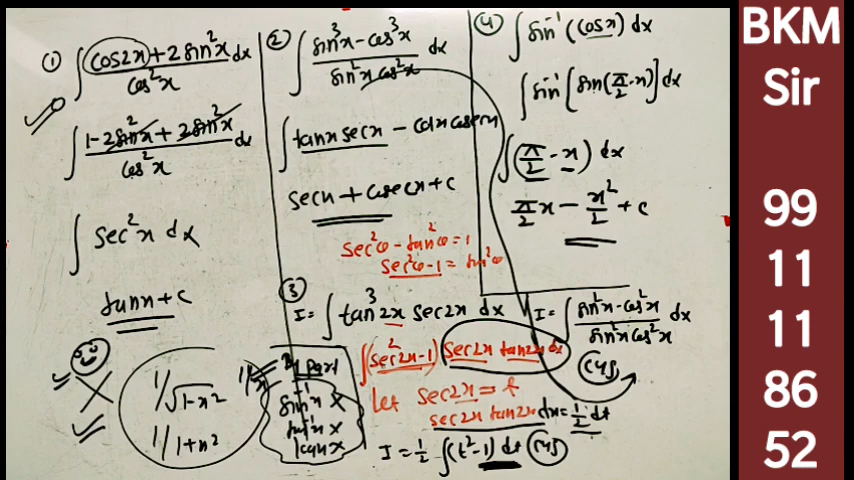 ① ∫ (cos2x + 2 sin²x)/cos²x dx
∫ (1-2sin²x + 2sin²x)/cos²x dx
∫ sec²x dx
tanx + c
1/√1-x²
1/1+x²
② ∫ (sin³x - cos³x)/(sin²x cos²x) dx
∫ tanx secx - cotx cosecx
secx + cosecx + c
sec²θ - tan²θ = 1
sec²θ - 1 = tan²θ
③ I = ∫ tan³2x sec2x dx
∫(sec²2x-1) sec2x tan2x dx
Let sec2x = t
sec2x tan2x dx = 1/2 dt
I = 1/2 ∫(t²-1) dt
part
sin⁻¹x X
X
X
④ ∫ sin⁻¹(cosx) dx
∫ sin⁻¹[sin(π/2 - x)] dx
∫(π/2 - x) dx
π/2 x - x²/2 + c
I = ∫ (sin²x - cos²x)/(sin²x cos²x) dx
BKM
Sir
99
11
11
86
52